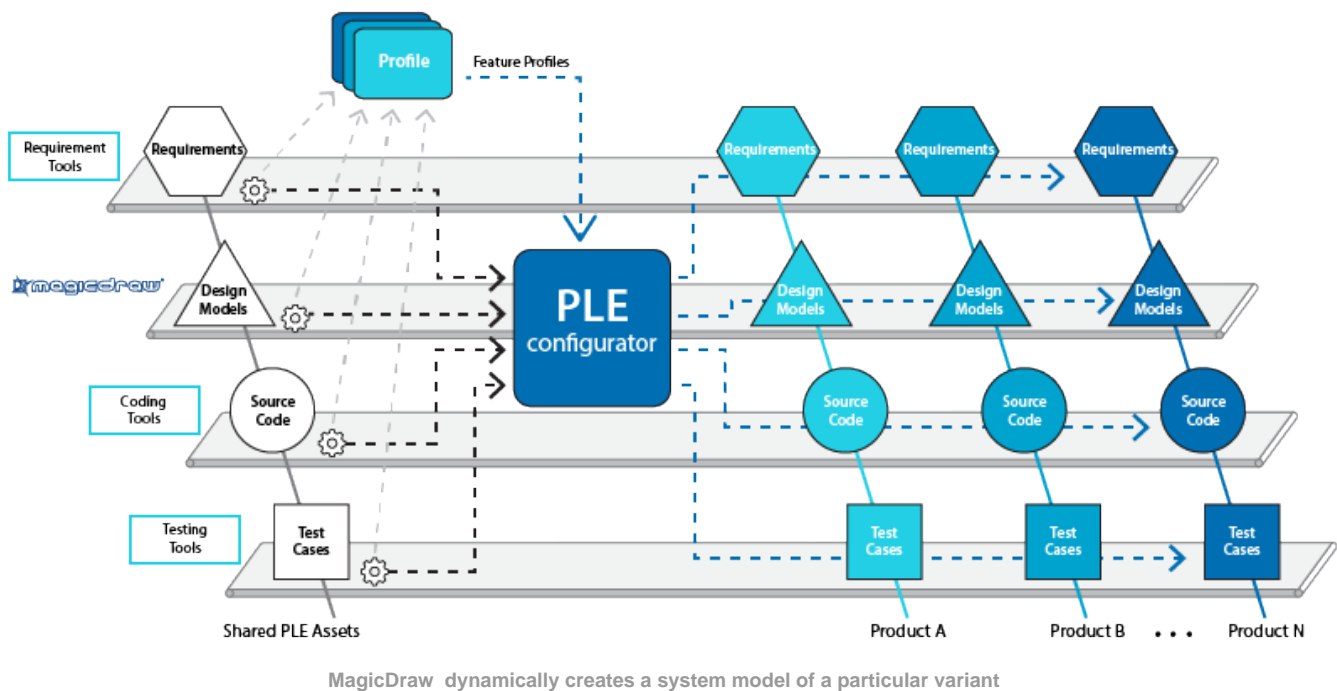 Profile
Feature Profiles
Requirement
Tools
Requirements
Requirements
Requirements
Requirements
magicdraw
Design
Models
PLE
configurator
Design
Models
Design
Models
Design
Models
Coding
Tools
Source
Code
Source
Code
Source
Code
Source
Code
Testing
Tools
Test
Cases
Test
Cases
Test
Cases
Test
Cases
Shared PLE Assets
Product A
Product B
• • •
Product N
MagicDraw dynamically creates a system model of a particular variant